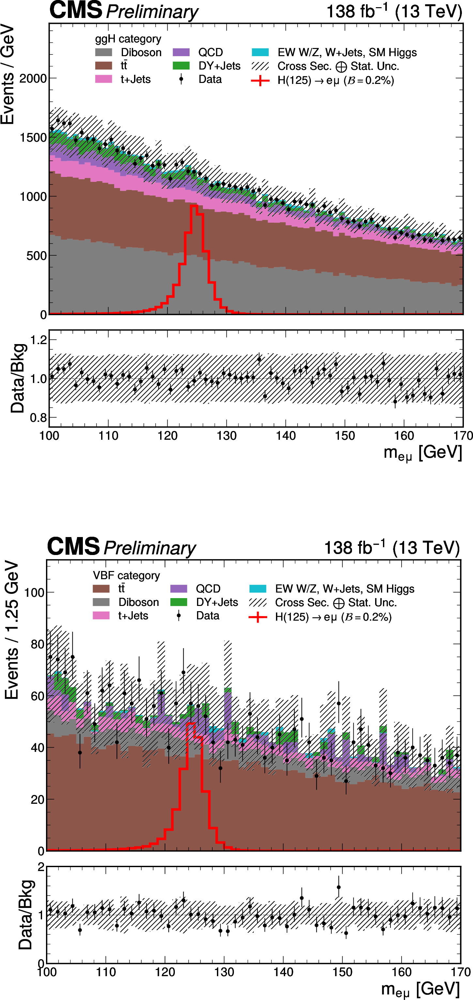 CMS Preliminary 138 fb⁻¹ (13 TeV)
Events / GeV
ggH category
Diboson QCD EW W/Z, W+Jets, SM Higgs
tt̄ DY+Jets Cross Sec. ⊕ Stat. Unc.
t+Jets Data H(125) → eμ (ℬ = 0.2%)
2000
1500
1000
500
0
Data/Bkg
1.2
1.0
0.8
100 110 120 130 140 150 160 170
m_eμ [GeV]
CMS Preliminary 138 fb⁻¹ (13 TeV)
Events / 1.25 GeV
VBF category
tt̄ QCD EW W/Z, W+Jets, SM Higgs
Diboson DY+Jets Cross Sec. ⊕ Stat. Unc.
t+Jets Data H(125) → eμ (ℬ = 0.2%)
100
80
60
40
20
0
Data/Bkg
2
1
0
100 110 120 130 140 150 160 170
m_eμ [GeV]